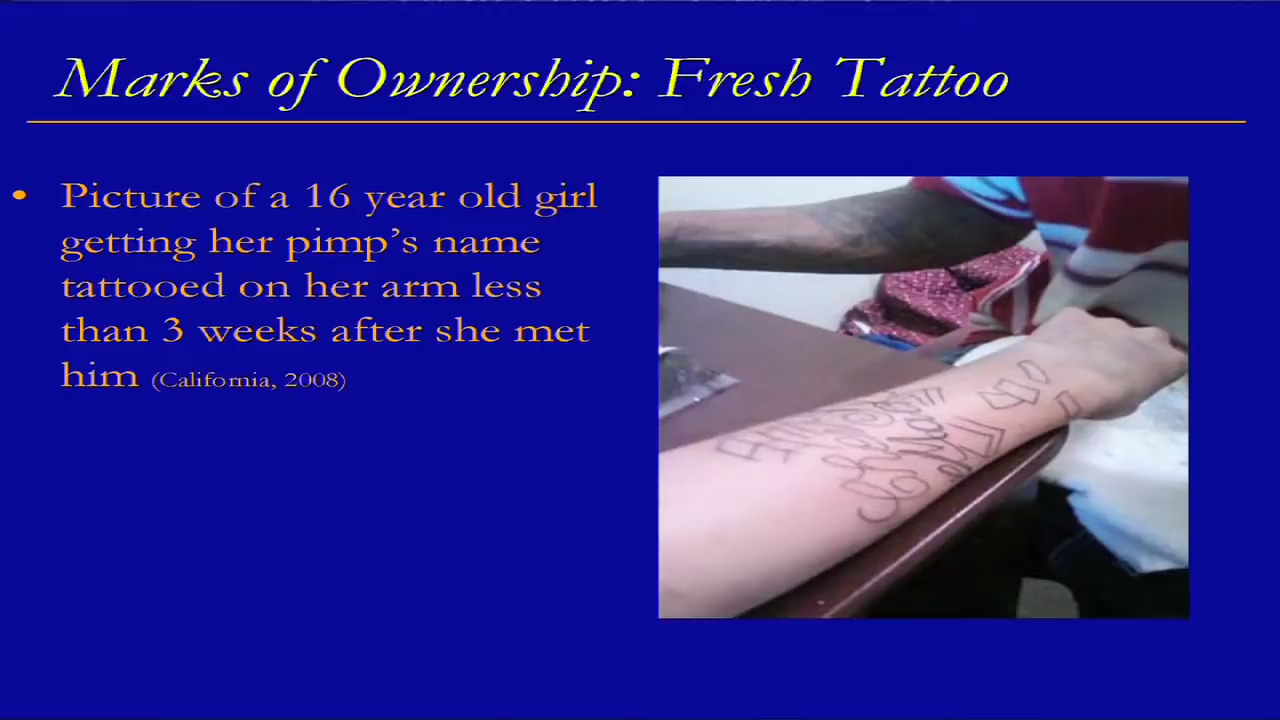 Marks of Ownership: Fresh Tattoo
• Picture of a 16 year old girl
getting her pimp's name
tattooed on her arm less
than 3 weeks after she met
him (California, 2008)